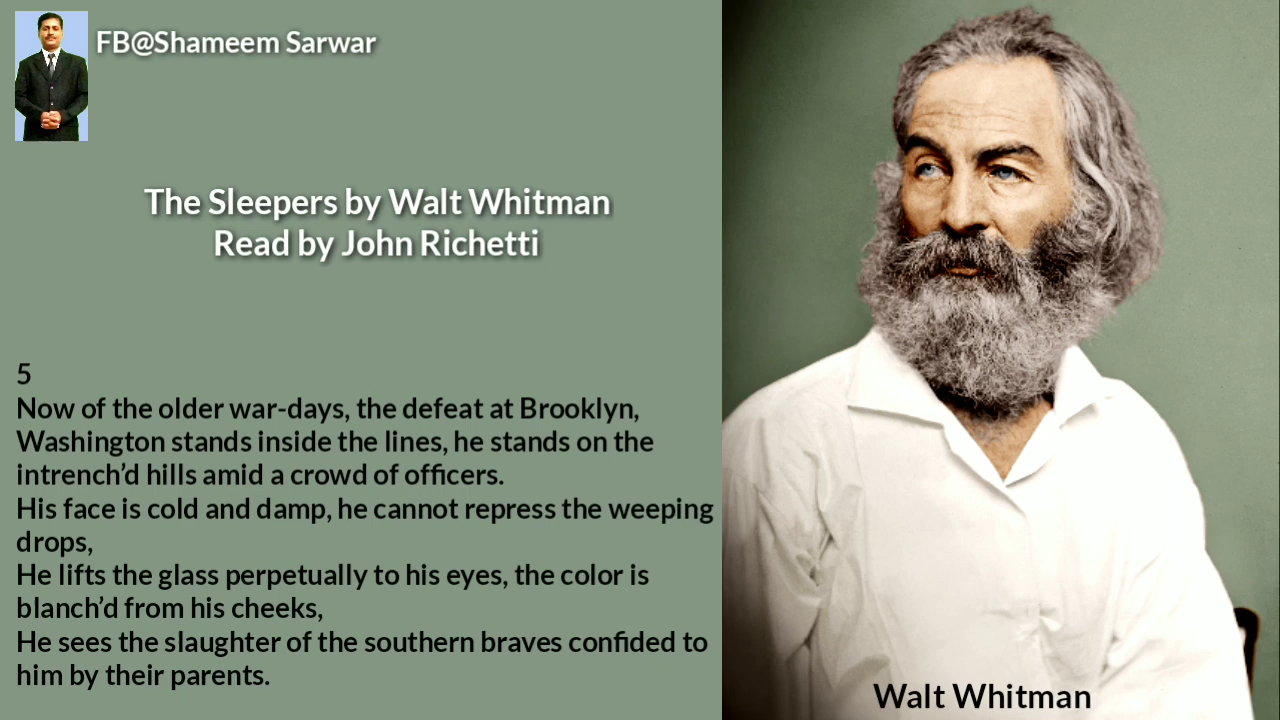 FB@Shameem Sarwar
The Sleepers by Walt Whitman
Read by John Richetti
5
Now of the older war-days, the defeat at Brooklyn,
Washington stands inside the lines, he stands on the
intrench’d hills amid a crowd of officers.
His face is cold and damp, he cannot repress the weeping
drops,
He lifts the glass perpetually to his eyes, the color is
blanch’d from his cheeks,
He sees the slaughter of the southern braves confided to
him by their parents.
Walt Whitman